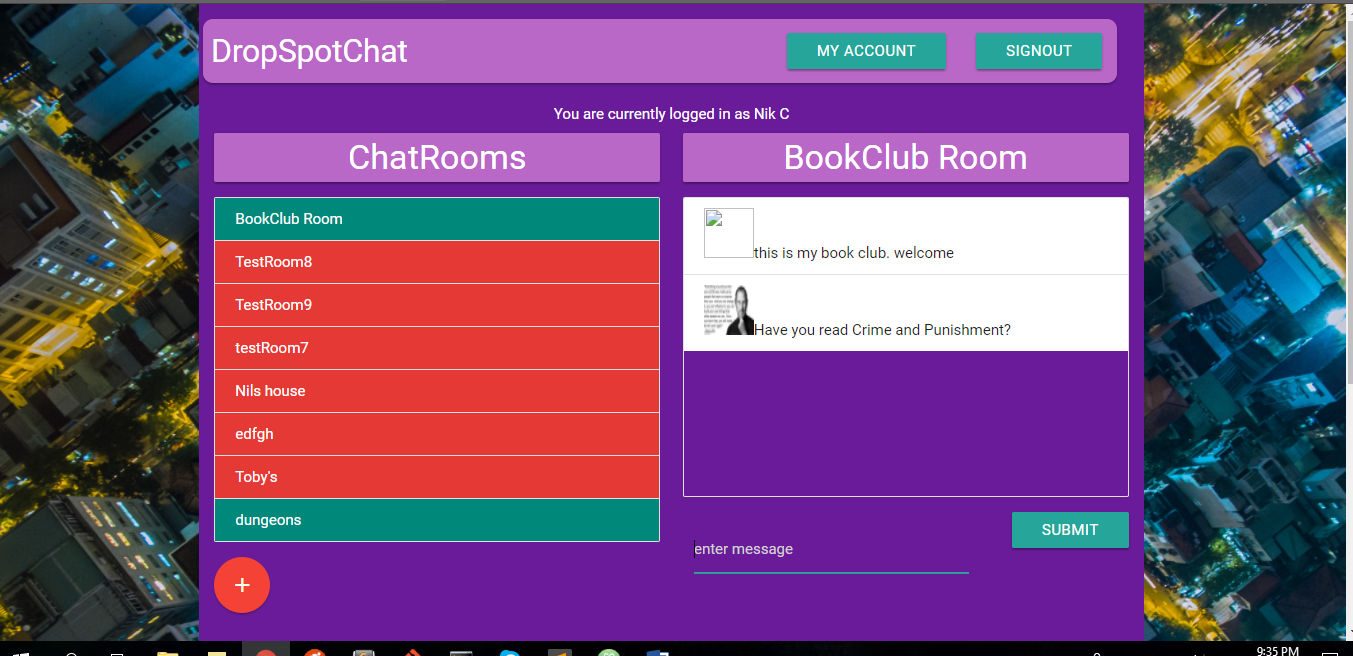 DropSpotChat
MY ACCOUNT
SIGNOUT
You are currently logged in as Nik C
ChatRooms
BookClub Room
TestRoom8
TestRoom9
testRoom7
Nils house
edfgh
Toby's
dungeons
+
BookClub Room
this is my book club. welcome
Have you read Crime and Punishment?
enter message
SUBMIT
9:35 PM